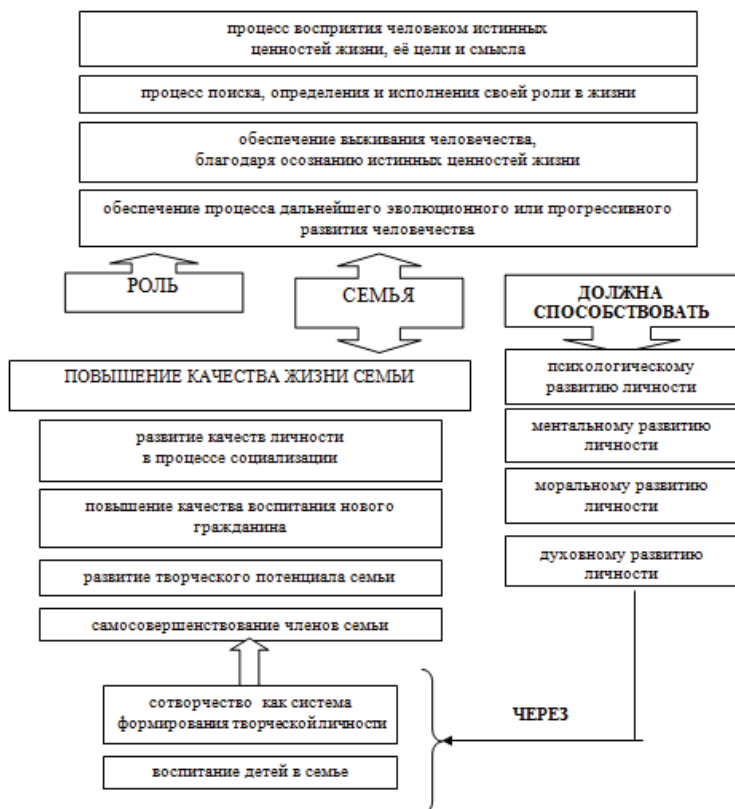 процесс восприятия человеком истинных
ценностей жизни, её цели и смысла
процесс поиска, определения и исполнения своей роли в жизни
обеспечение выживания человечества,
благодаря осознанию истинных ценностей жизни
обеспечение процесса дальнейшего эволюционного или прогрессивного
развития человечества
РОЛЬ
СЕМЬЯ
ДОЛЖНА
СПОСОБСТВОВАТЬ
ПОВЫШЕНИЕ КАЧЕСТВА ЖИЗНИ СЕМЬИ
развитие качеств личности
в процессе социализации
повышение качества воспитания нового
гражданина
развитие творческого потенциала семьи
самосовершенствование членов семьи
психологическому
развитию личности
ментальному развитию
личности
моральному развитию
личности
духовному развитию
личности
ЧЕРЕЗ
сотворчество как система
формирования творческой личности
воспитание детей в семье